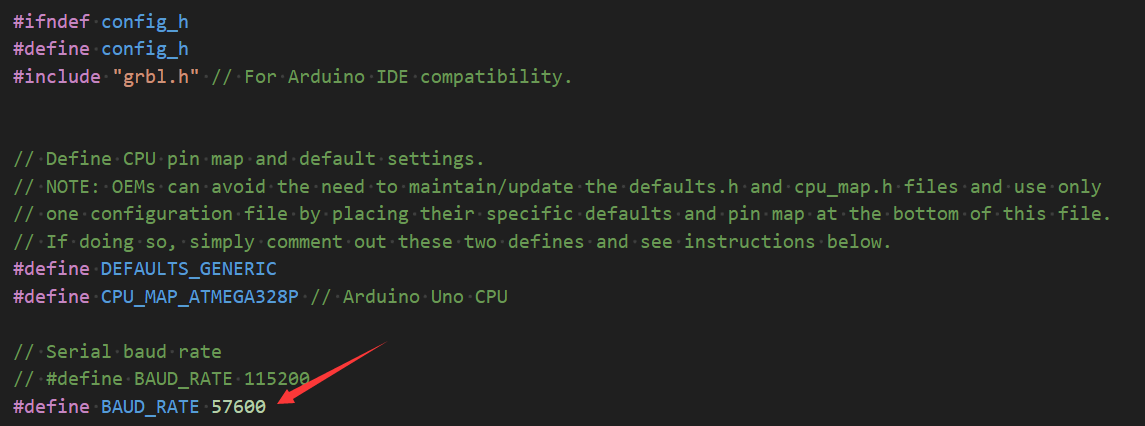 #ifndef config_h
#define config_h
#include "grbl.h" // For Arduino IDE compatibility.
// Define CPU pin map and default settings.
// NOTE: OEMs can avoid the need to maintain/update the defaults.h and cpu_map.h files and use only
// one configuration file by placing their specific defaults and pin map at the bottom of this file.
// If doing so, simply comment out these two defines and see instructions below.
#define DEFAULTS_GENERIC
#define CPU_MAP_ATMEGA328P // Arduino Uno CPU
// Serial baud rate
// #define BAUD_RATE 115200
#define BAUD_RATE 57600